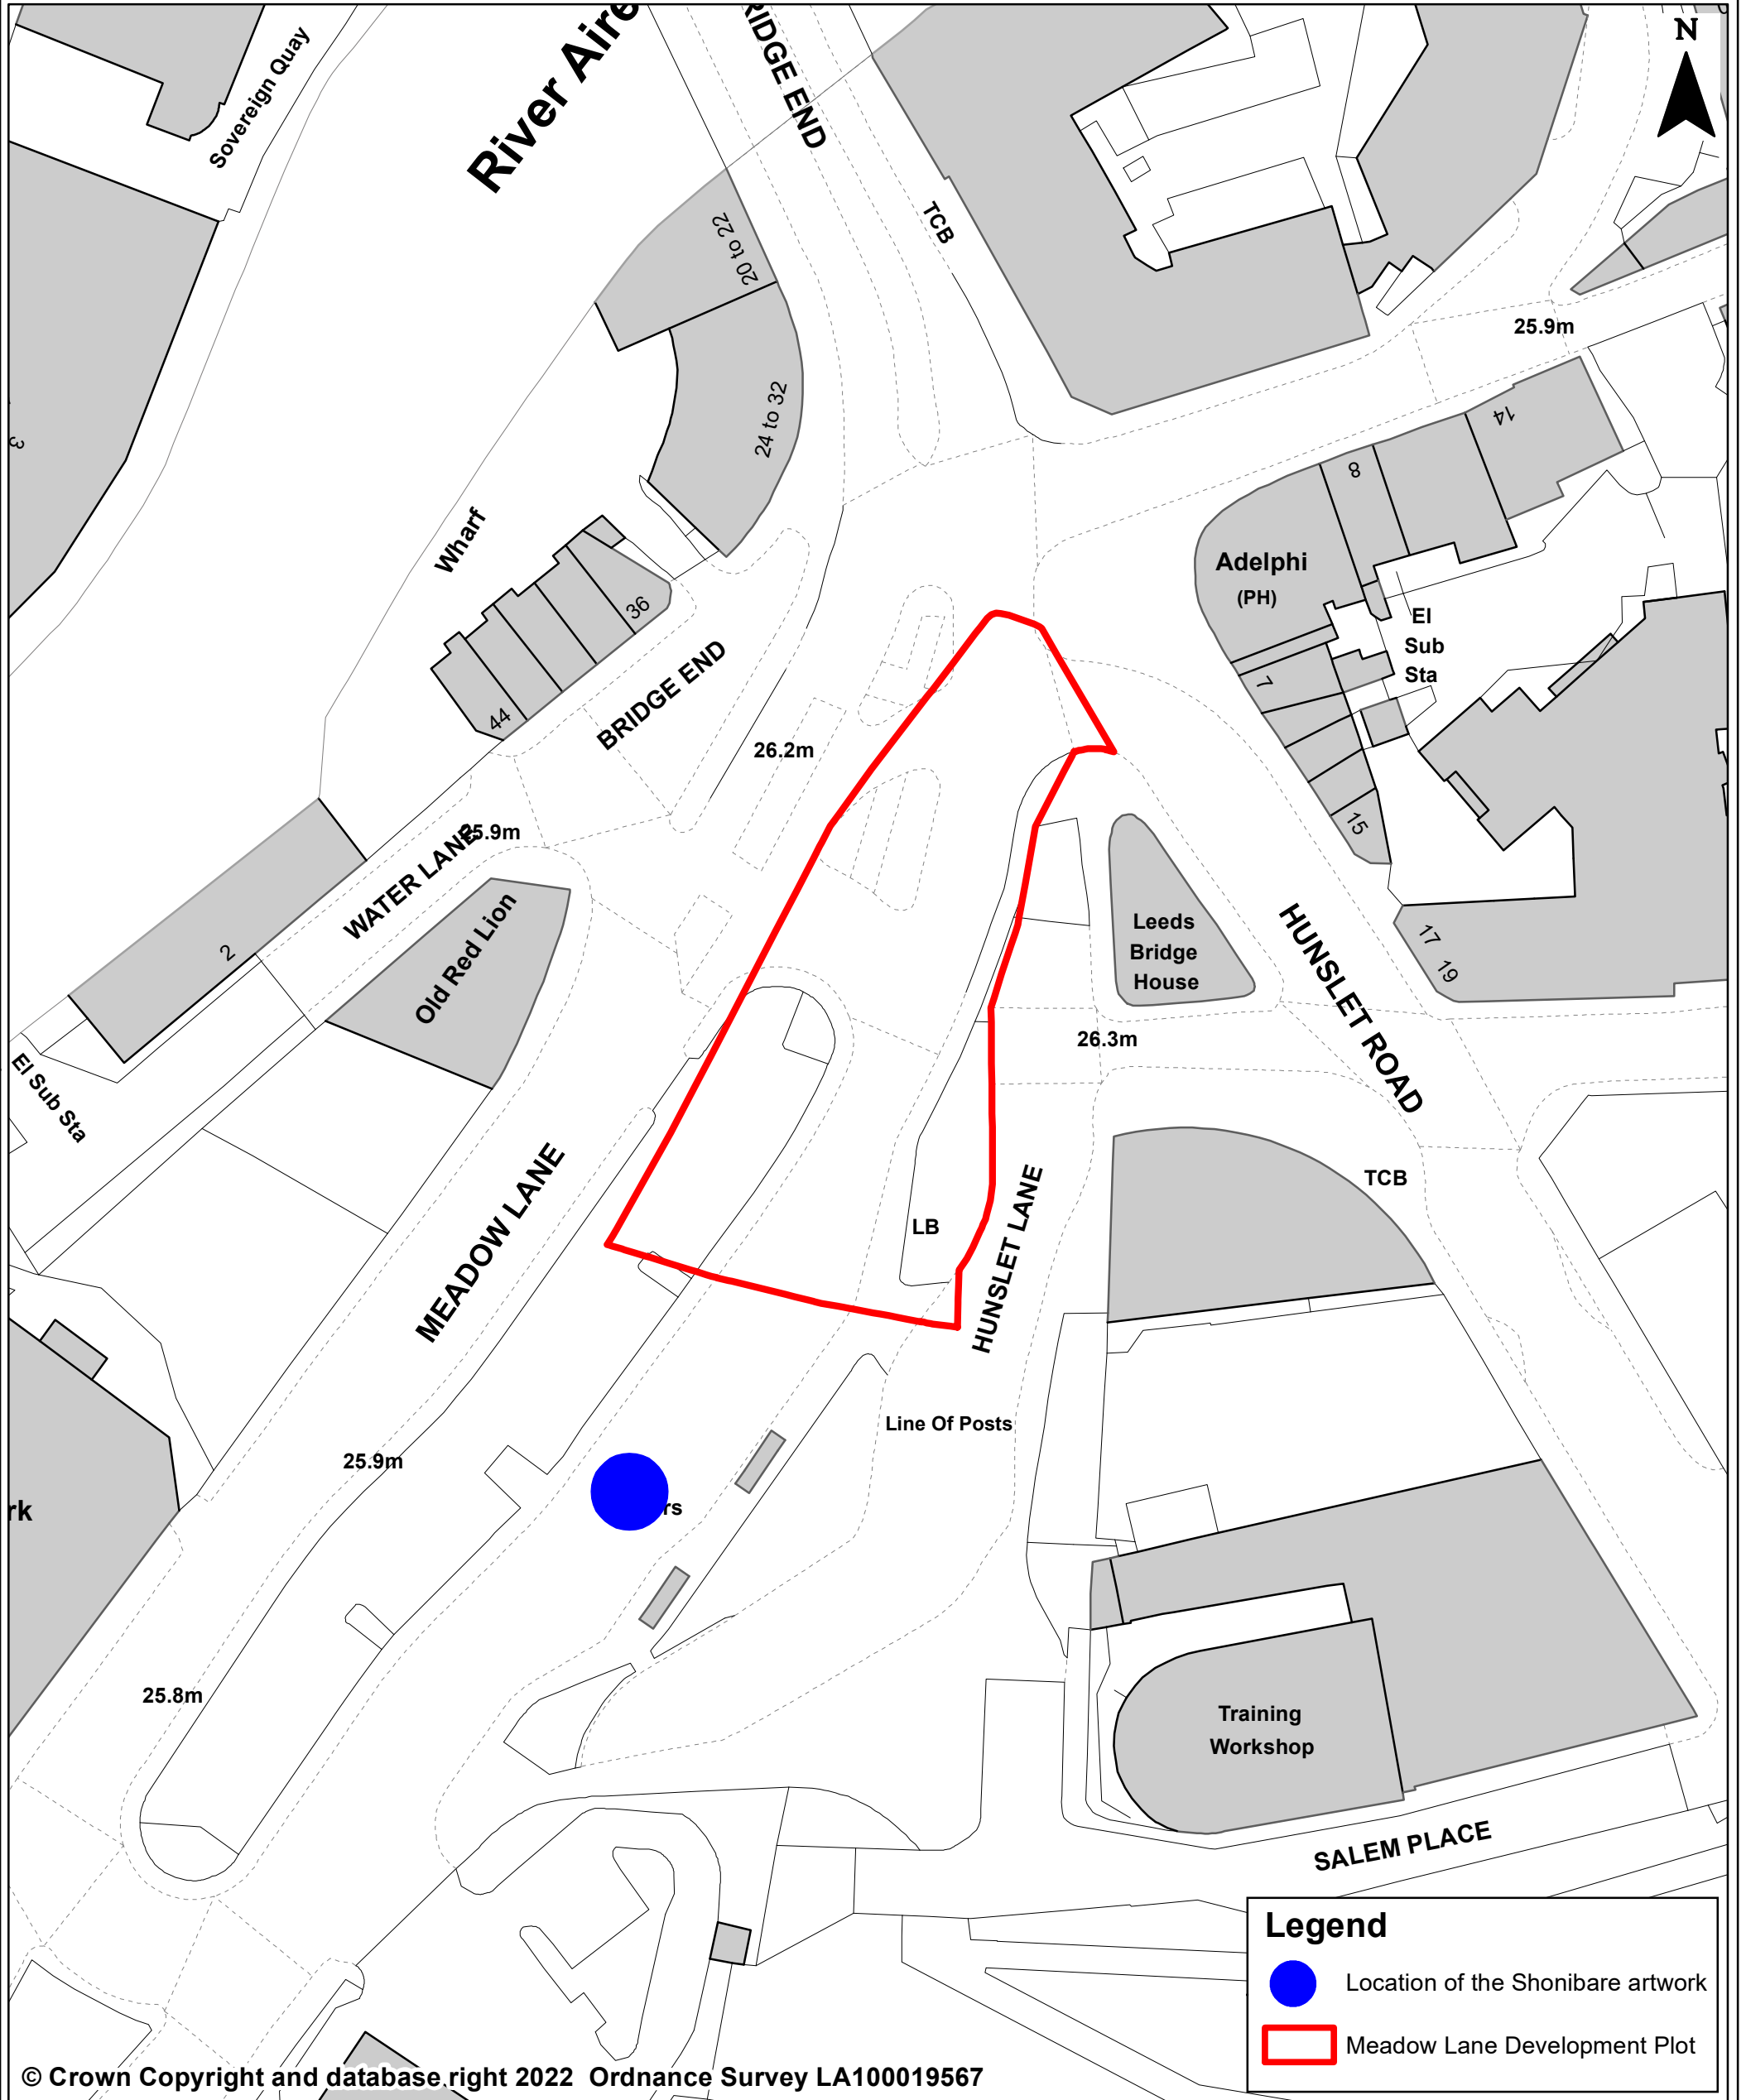 Sovereign Quay
River Aire
RIDGE END
N
TCB
20 to 22
25.9m
24 to 32
3
14
8
Wharf
Adelphi
(PH)
El
Sub
Sta
36
7
44
BRIDGE END
26.2m
15
25.9m
WATER LANE
Old Red Lion
2
Leeds
Bridge
House
HUNSLET ROAD
17
19
26.3m
El Sub Sta
MEADOW LANE
TCB
LB
HUNSLET LANE
Line Of Posts
25.9m
rs
rk
25.8m
Training
Workshop
SALEM PLACE
Legend
Location of the Shonibare artwork
Meadow Lane Development Plot
© Crown Copyright and database right 2022 Ordnance Survey LA100019567